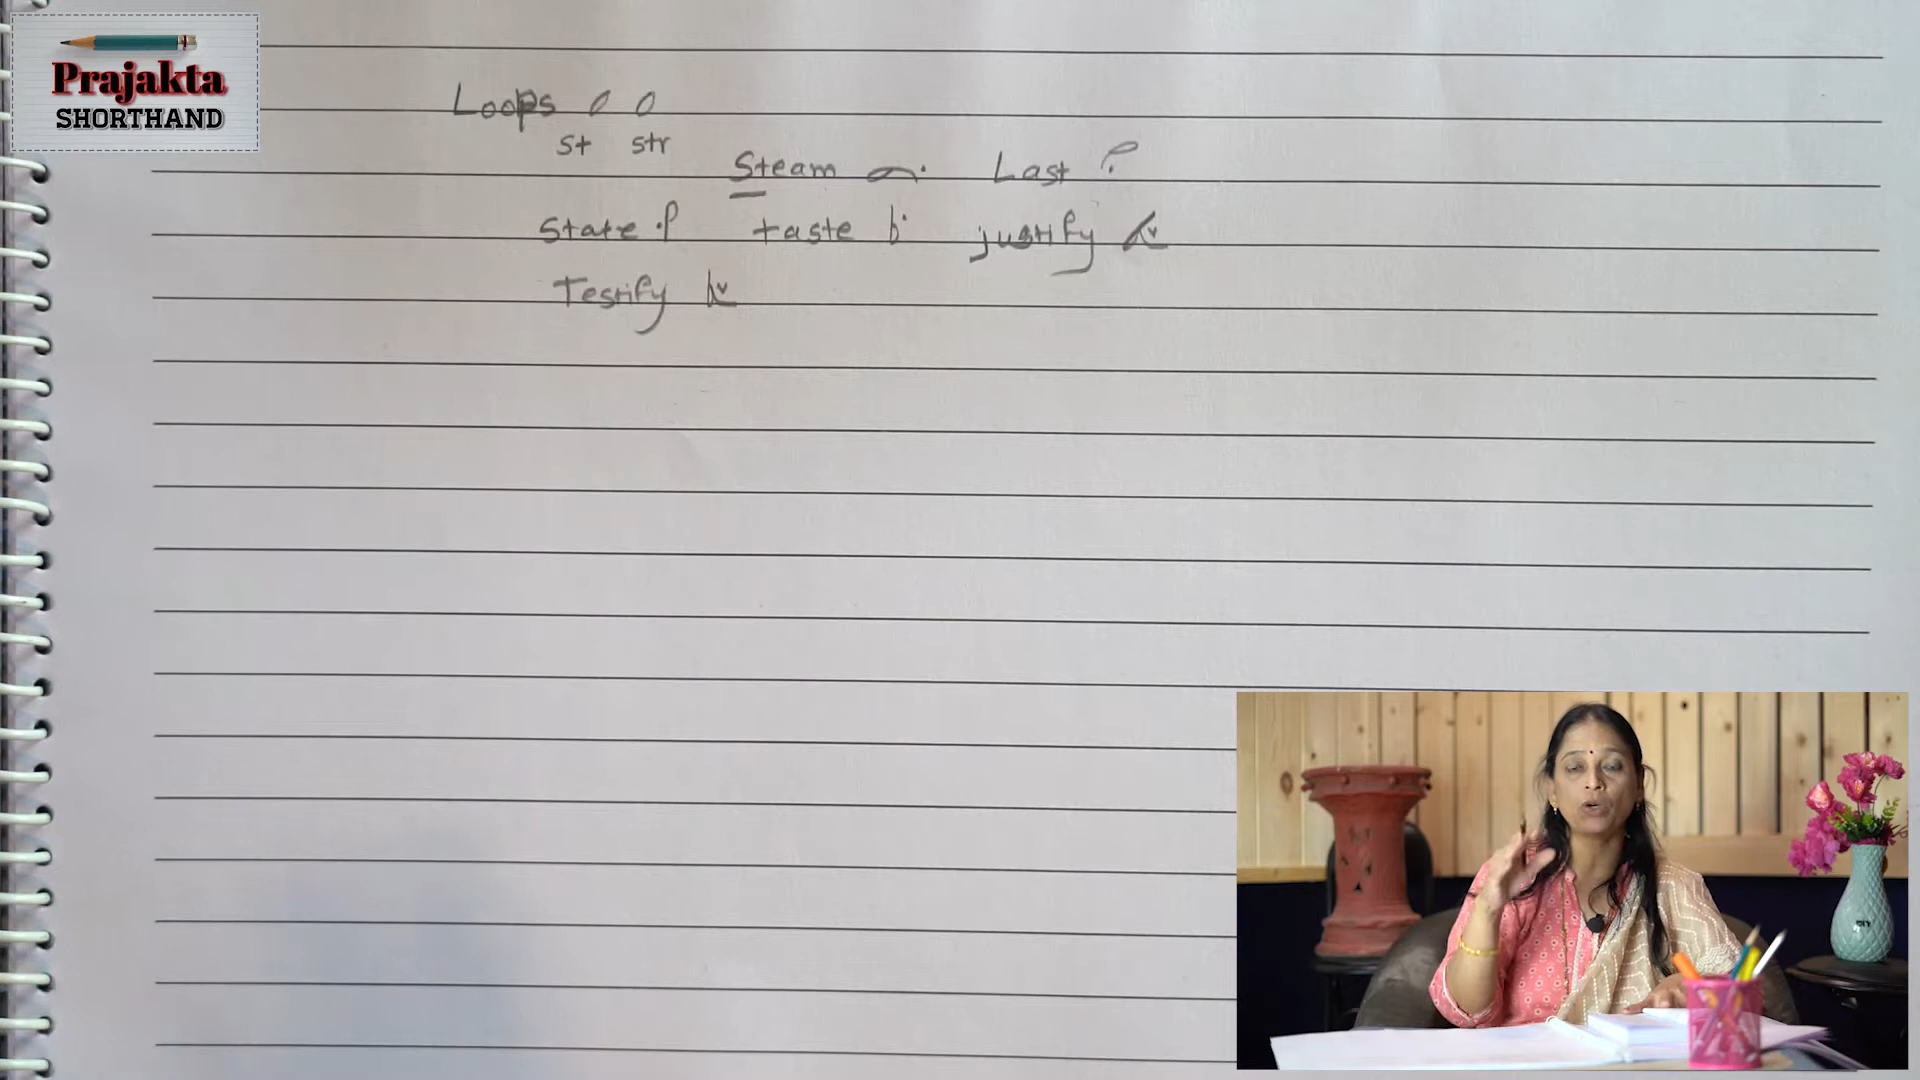 Prajakta
SHORTHAND
Loops
st str
Steam Last
State taste justify
Testify